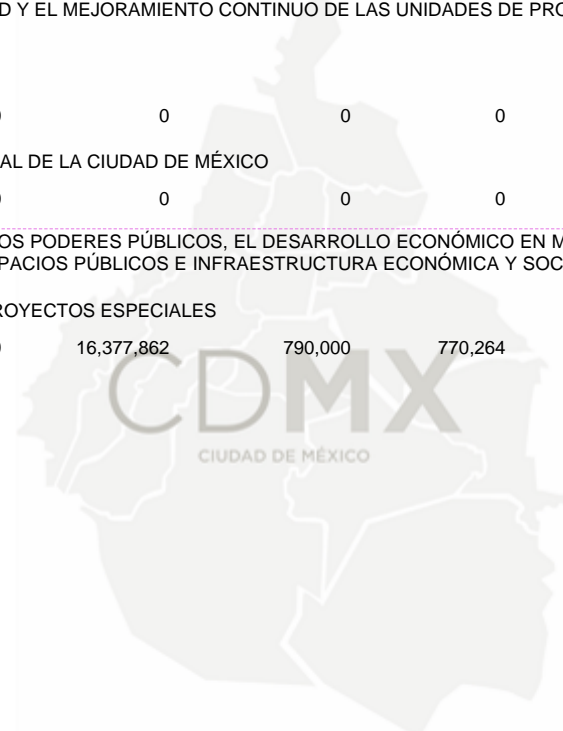 D Y EL MEJORAMIENTO CONTINUO DE LAS UNIDADES DE PRO
0 0 0
AL DE LA CIUDAD DE MÉXICO
0 0 0
OS PODERES PÚBLICOS, EL DESARROLLO ECONÓMICO EN M
PACIOS PÚBLICOS E INFRAESTRUCTURA ECONÓMICA Y SOC
ROYECTOS ESPECIALES
16,377,862 790,000 770,264
CDMX
CIUDAD DE MÉXICO